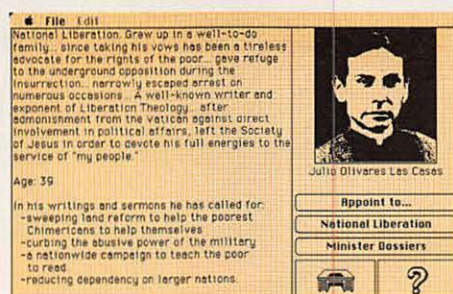 File Edit
National Liberation. Grew up in a well-to-do
family... since taking his vows has been a tireless
advocate for the rights of the poor... gave refuge
to the underground opposition during the
insurrection... narrowly escaped arrest on
numerous occasions... A well-known writer and
exponent of Liberation Theology... after
admonishment from the Vatican against direct
involvement in political affairs, left the Society
of Jesus in order to devote his full energies to the
service of "my people."
Age: 39
In his writings and sermons he has called for:
-sweeping land reform to help the poorest
Chimericans to help themselves
-curbing the abusive power of the military
-a nationwide campaign to teach the poor
to read
-reducing dependency on larger nations.
Julio Olivares Las Casas
Appoint to...
National Liberation
Minister Dossiers
?